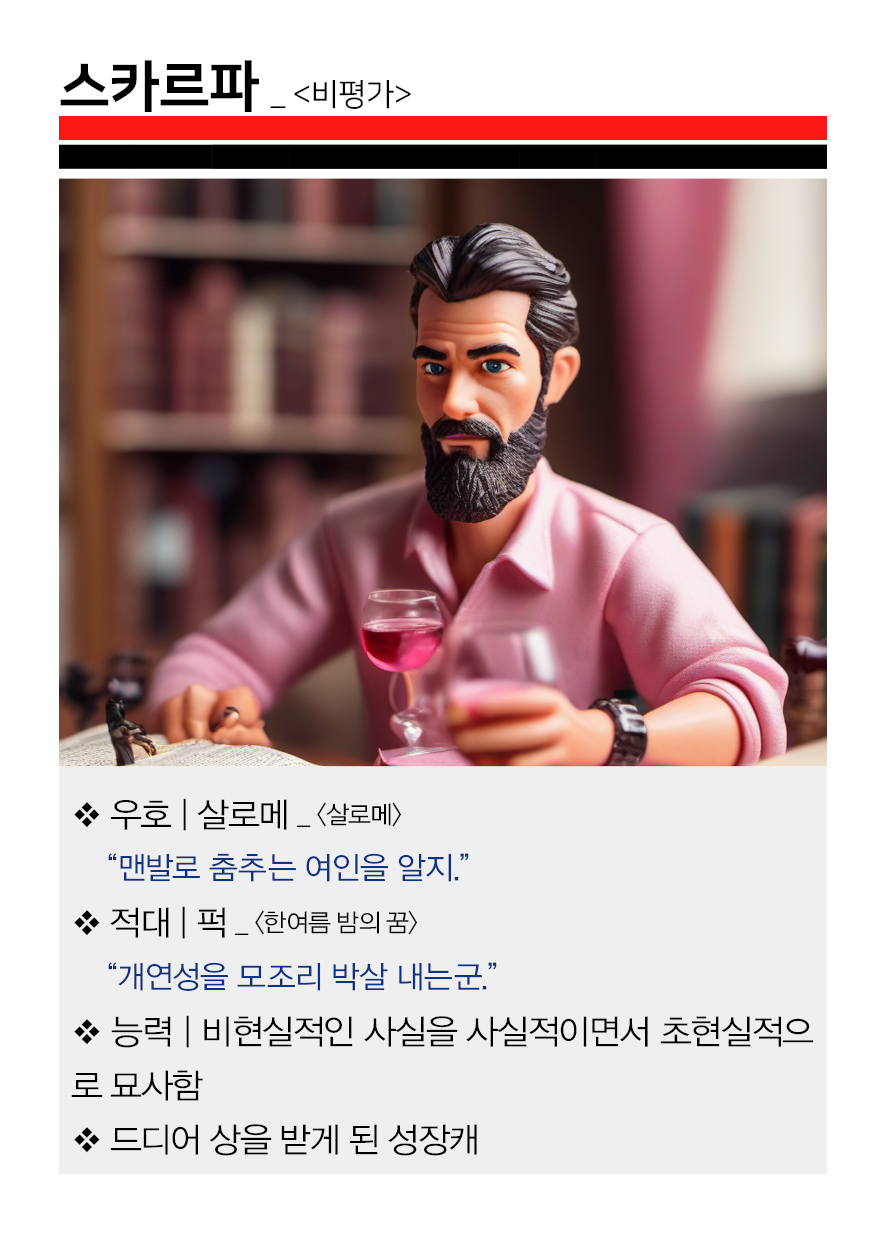 스카르파 _ <비평가>
❖ 우호 | 살로메 _ 〈살로메〉
“맨발로 춤추는 여인을 알지.”
❖ 적대 | 퍽 _ 〈한여름 밤의 꿈〉
“개연성을 모조리 박살 내는군.”
❖ 능력 | 비현실적인 사실을 사실적이면서 초현실적으
로 묘사함
❖ 드디어 상을 받게 된 성장캐